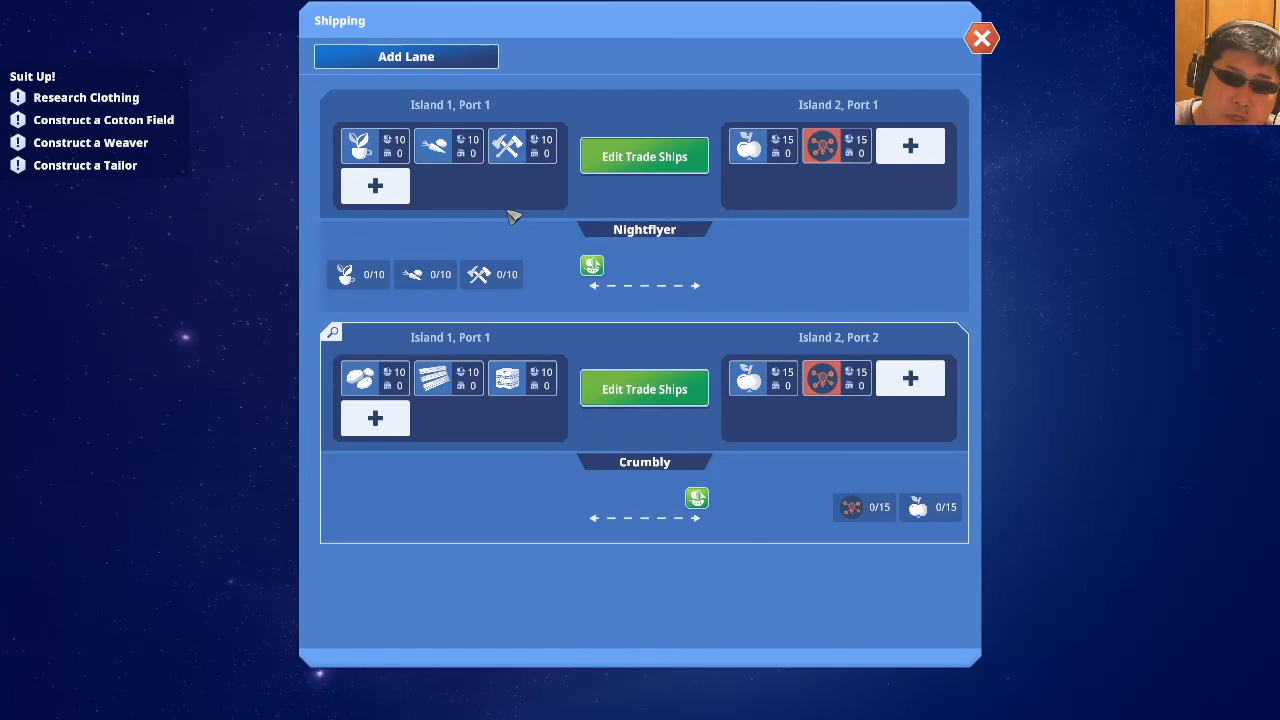 Shipping
Add Lane
Suit Up!
Research Clothing
Construct a Cotton Field
Construct a Weaver
Construct a Tailor
Island 1, Port 1
Island 2, Port 1
10 0
10 0
10 0
Edit Trade Ships
15 0
15 0
Nightflyer
0/10
0/10
0/10
Island 1, Port 1
Island 2, Port 2
10 0
10 0
10 0
Edit Trade Ships
15 0
15 0
Crumbly
0/15
0/15